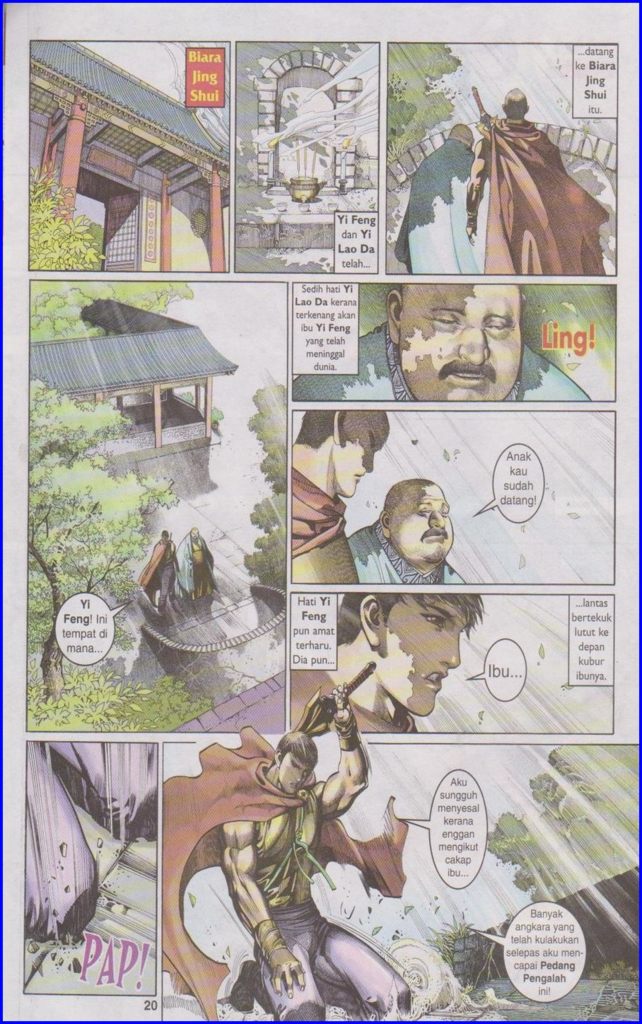 Biara
Jing
Shui
Yi Feng
dan Yi
Lao Da
telah...
...datang
ke Biara
Jing
Shui
itu.
Yi
Feng! Ini
tempat di
mana...
Sedih hati Yi
Lao Da kerana
terkenang akan
ibu Yi Feng
yang telah
meninggal
dunia.
Ling!
Anak
kau
sudah
datang!
Hati Yi
Feng
pun amat
terharu.
Dia pun...
...lantas
bertekuk
lutut ke
depan
kubur
ibunya.
Ibu...
PAP!
Aku
sungguh
menyesal
kerana
enggan
mengikut
cakap
ibu...
Banyak
angkara yang
telah kulakukan
selepas aku men-
capai Pedang
Pengalah
ini!
20